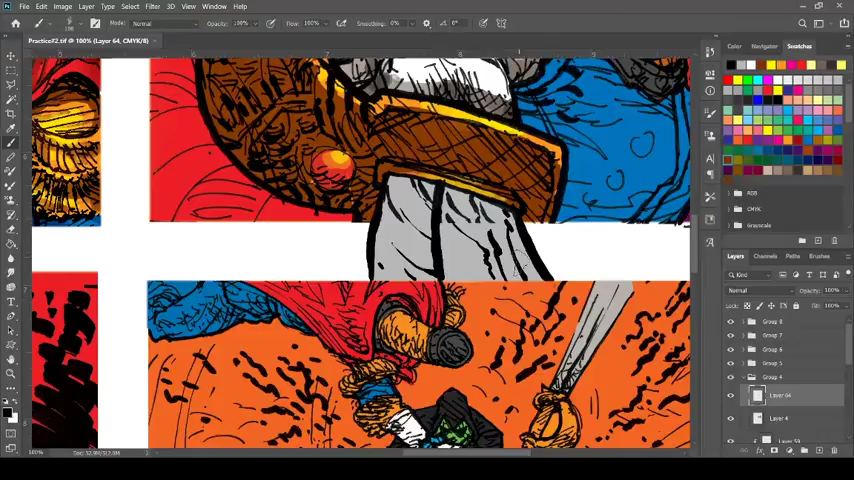 File Edit Image Layer Type Select Filter 3D View Window Help
Mode: Normal Opacity: 100% Flow: 100% Smoothing: 0% 0°
Practice#2.tif @ 100% (Layer 64, CMYK/8) ×
Color Navigator Swatches
RGB
CMYK
Grayscale
Layers Channels Paths Brushes
Kind
Normal Opacity: 100%
Lock: Fill: 100%
Group 8
Group 7
Group 6
Group 5
Group 4
Layer 64
Layer 4
Layer 59
100%